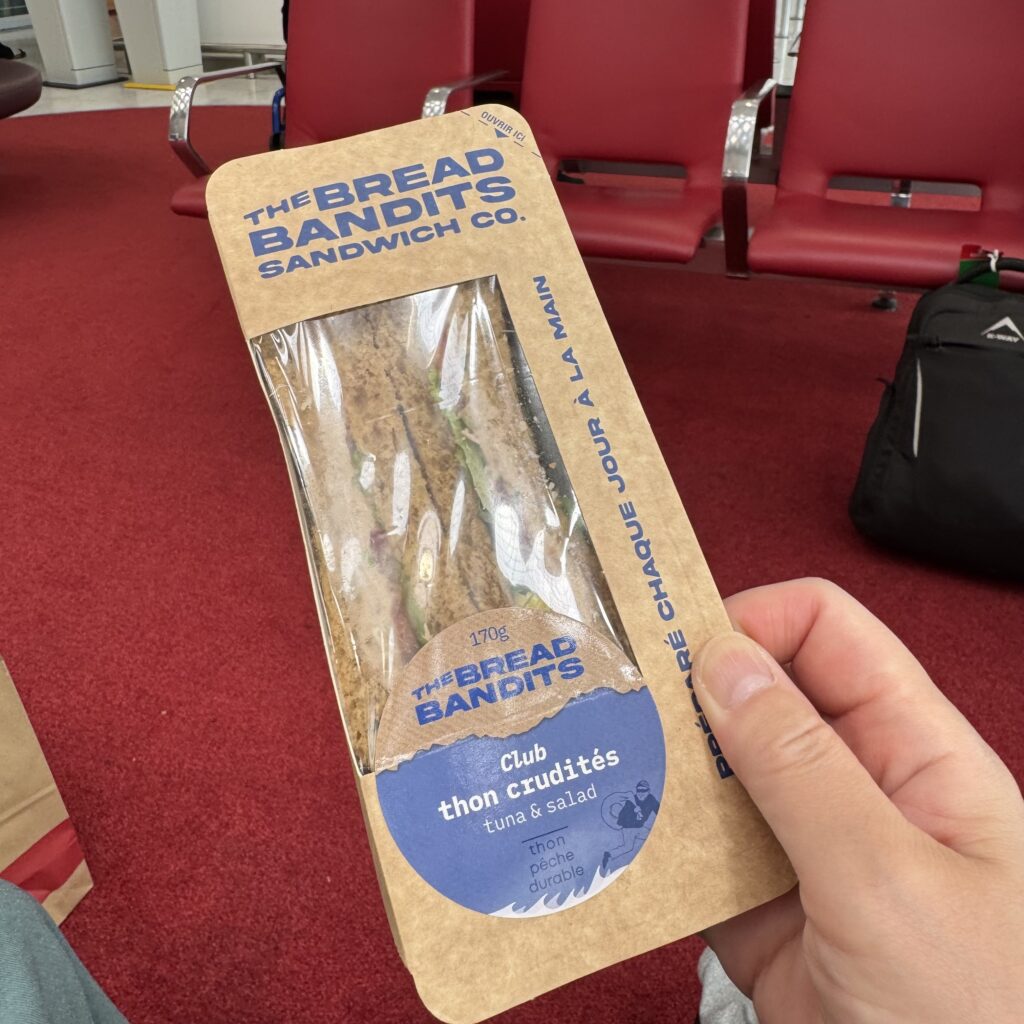 OUVRIR ICI
THE BREAD
BANDITS
SANDWICH CO.
PRÉPARÉ CHAQUE JOUR À LA MAIN
170g
THE BREAD
BANDITS
Club
thon crudités
tuna & salad
thon
pêche
durable
K-WAY